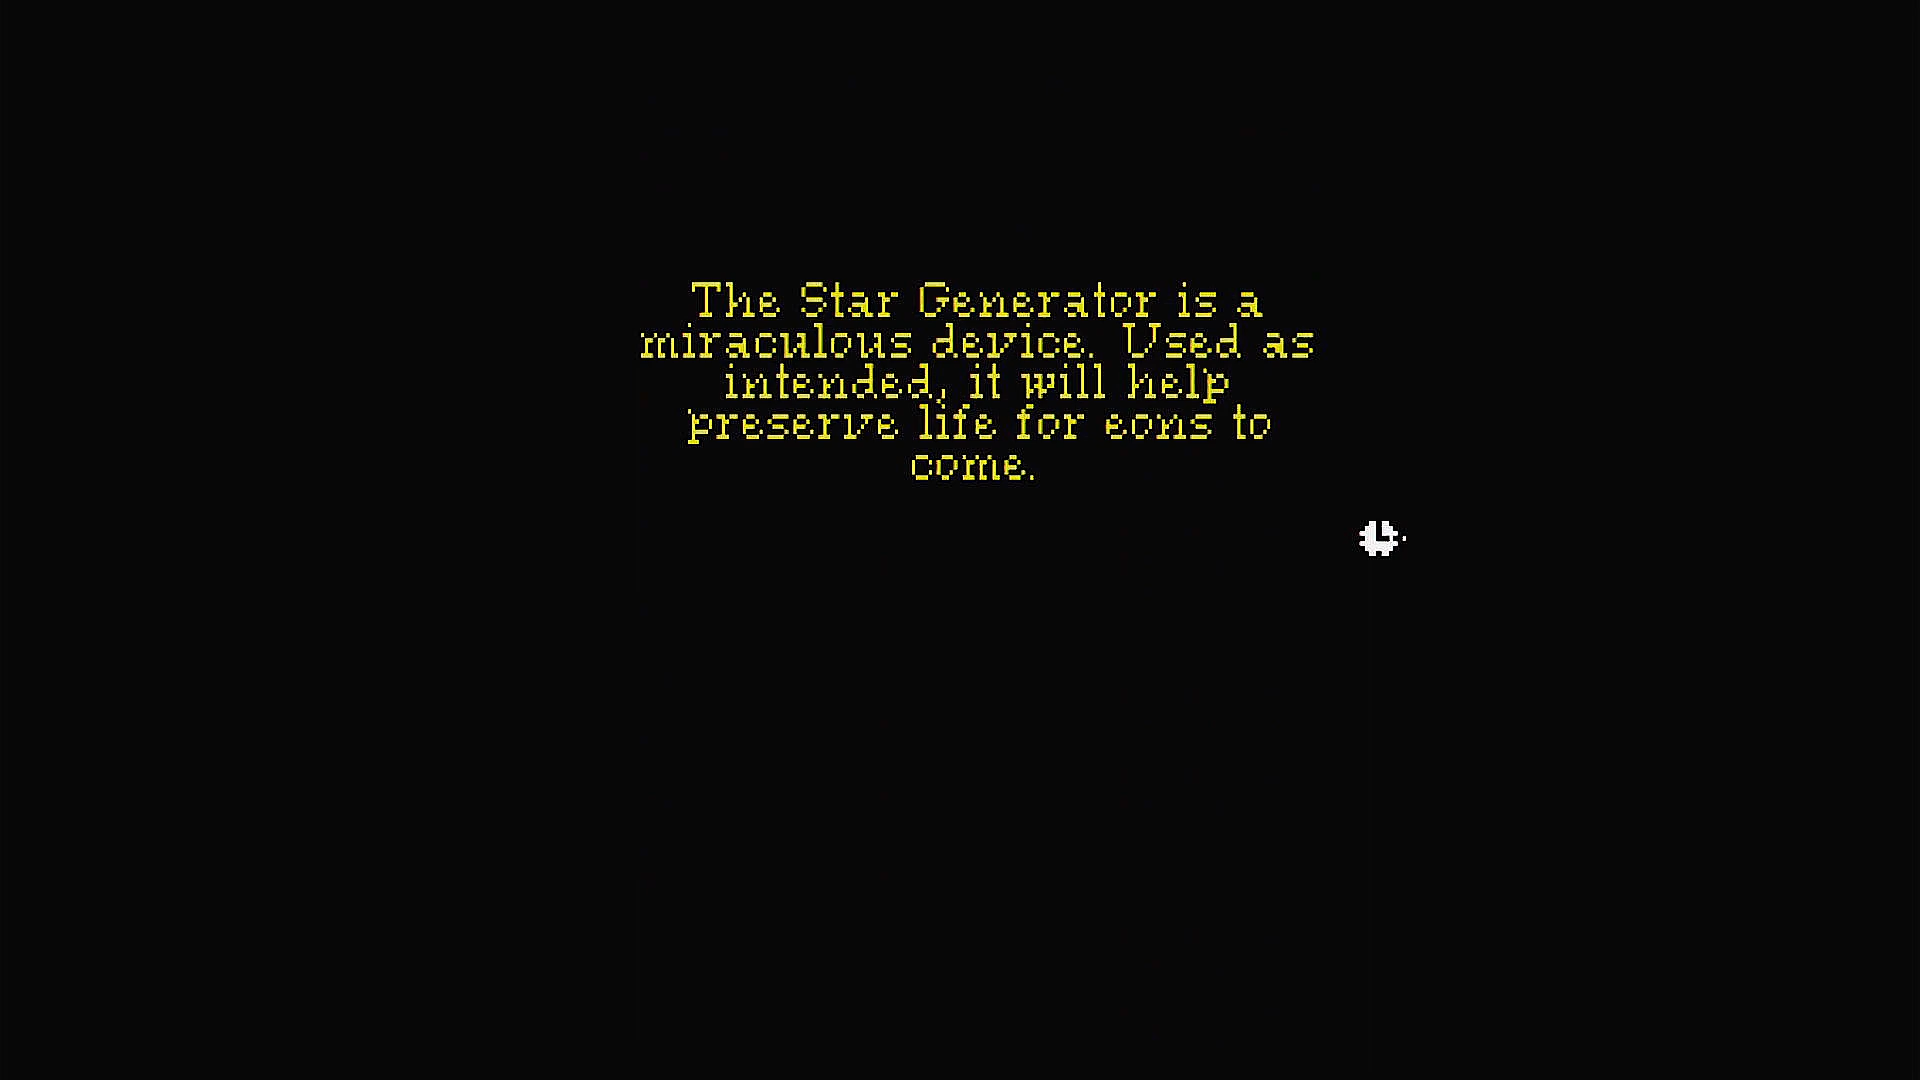 The Star Generator is a
miraculous device. Used as
intended, it will help
preserve life for eons to
come.